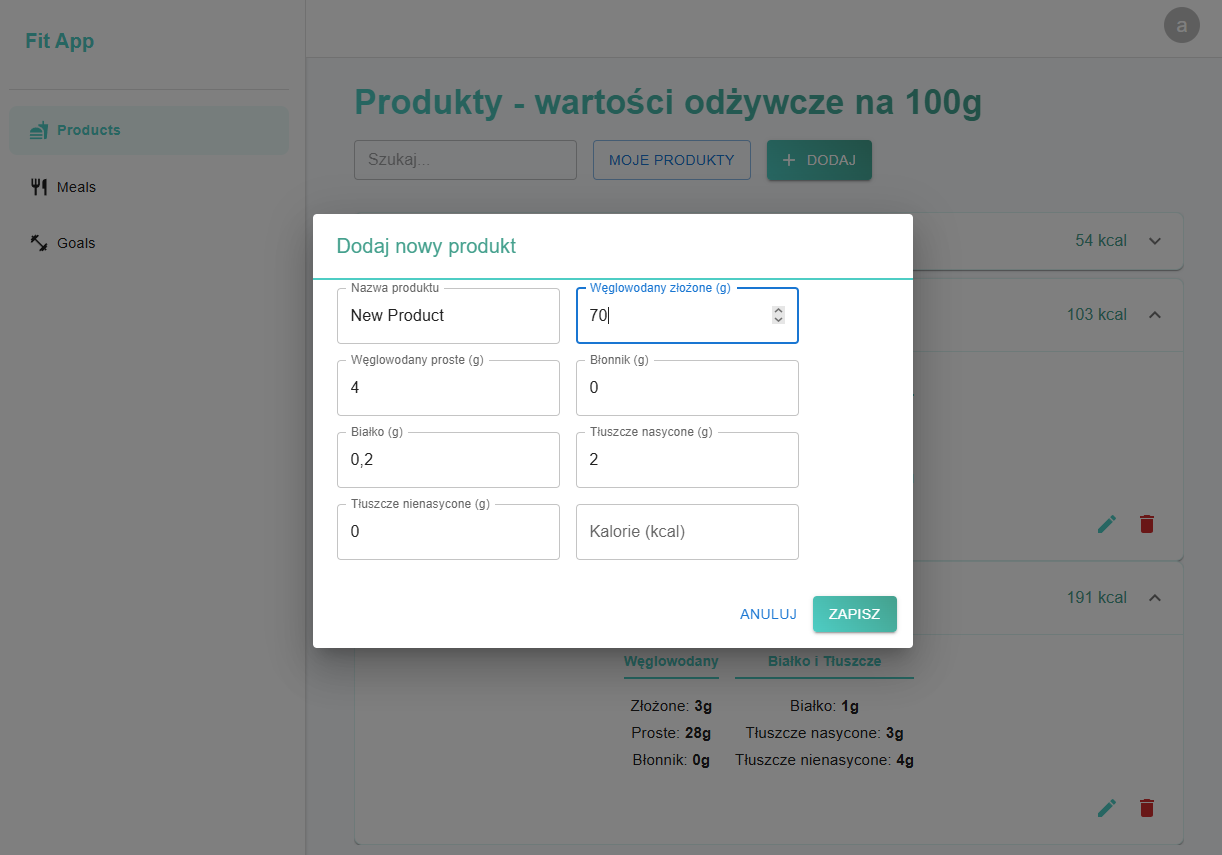 Fit App
a
Products
Meals
Goals
Produkty - wartości odżywcze na 100g
Szukaj...
MOJE PRODUKTY
+ DODAJ
54 kcal
103 kcal
Dodaj nowy produkt
Nazwa produktu
New Product
Węglowodany złożone (g)
70
Węglowodany proste (g)
4
Błonnik (g)
0
Białko (g)
0,2
Tłuszcze nasycone (g)
2
Tłuszcze nienasycone (g)
0
Kalorie (kcal)
ANULUJ
ZAPISZ
191 kcal
Węglowodany
Złożone: 3g
Proste: 28g
Błonnik: 0g
Białko i Tłuszcze
Białko: 1g
Tłuszcze nasycone: 3g
Tłuszcze nienasycone: 4g